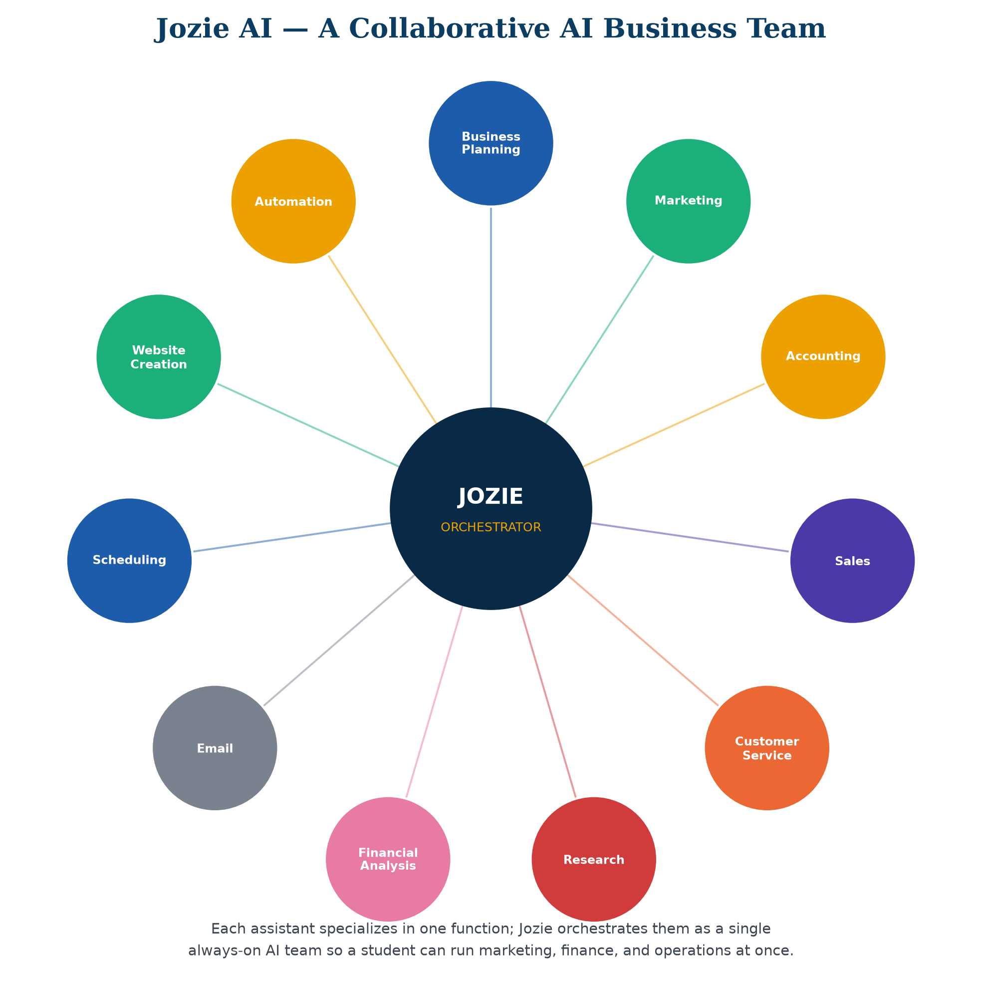 Jozie AI — A Collaborative AI Business Team
Business
Planning
Automation
Marketing
Website
Creation
Accounting
JOZIE
ORCHESTRATOR
Scheduling
Sales
Email
Customer
Service
Financial
Analysis
Research
Each assistant specializes in one function; Jozie orchestrates them as a single
always-on AI team so a student can run marketing, finance, and operations at once.